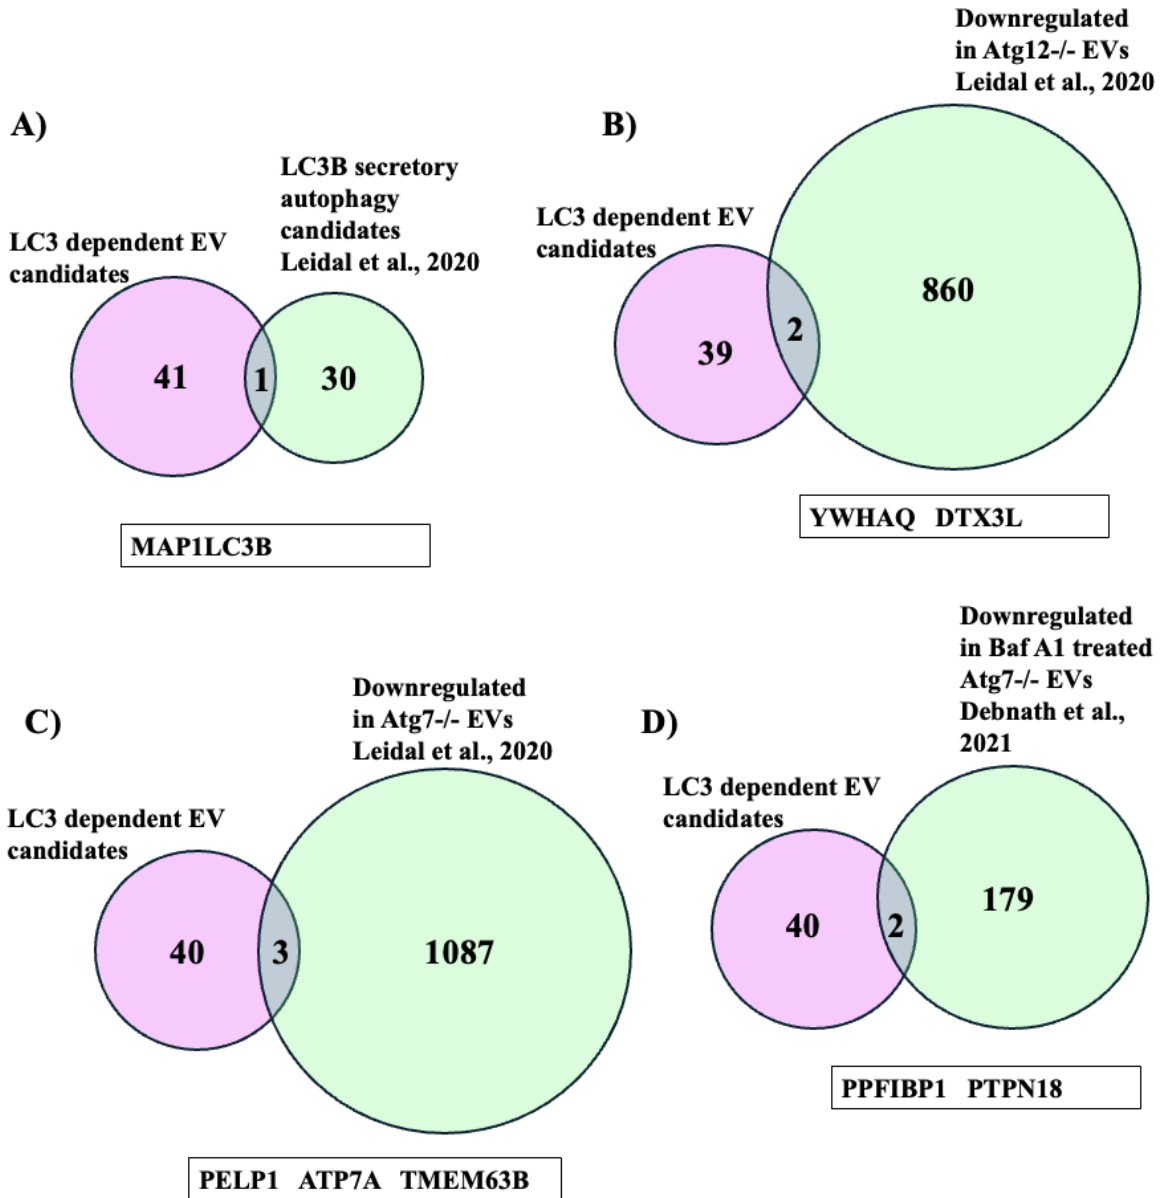 A)
LC3 dependent EV
candidates
LC3B secretory
autophagy
candidates
Leidal et al., 2020
41
1
30
MAP1LC3B
B)
LC3 dependent EV
candidates
Downregulated
in Atg12-/- EVs
Leidal et al., 2020
39
2
860
YWHAQ DTX3L
C)
LC3 dependent EV
candidates
Downregulated
in Atg7-/- EVs
Leidal et al., 2020
40
3
1087
PELP1 ATP7A TMEM63B
D)
LC3 dependent EV
candidates
Downregulated
in Baf A1 treated
Atg7-/- EVs
Debnath et al.,
2021
40
2
179
PPFIBP1 PTPN18